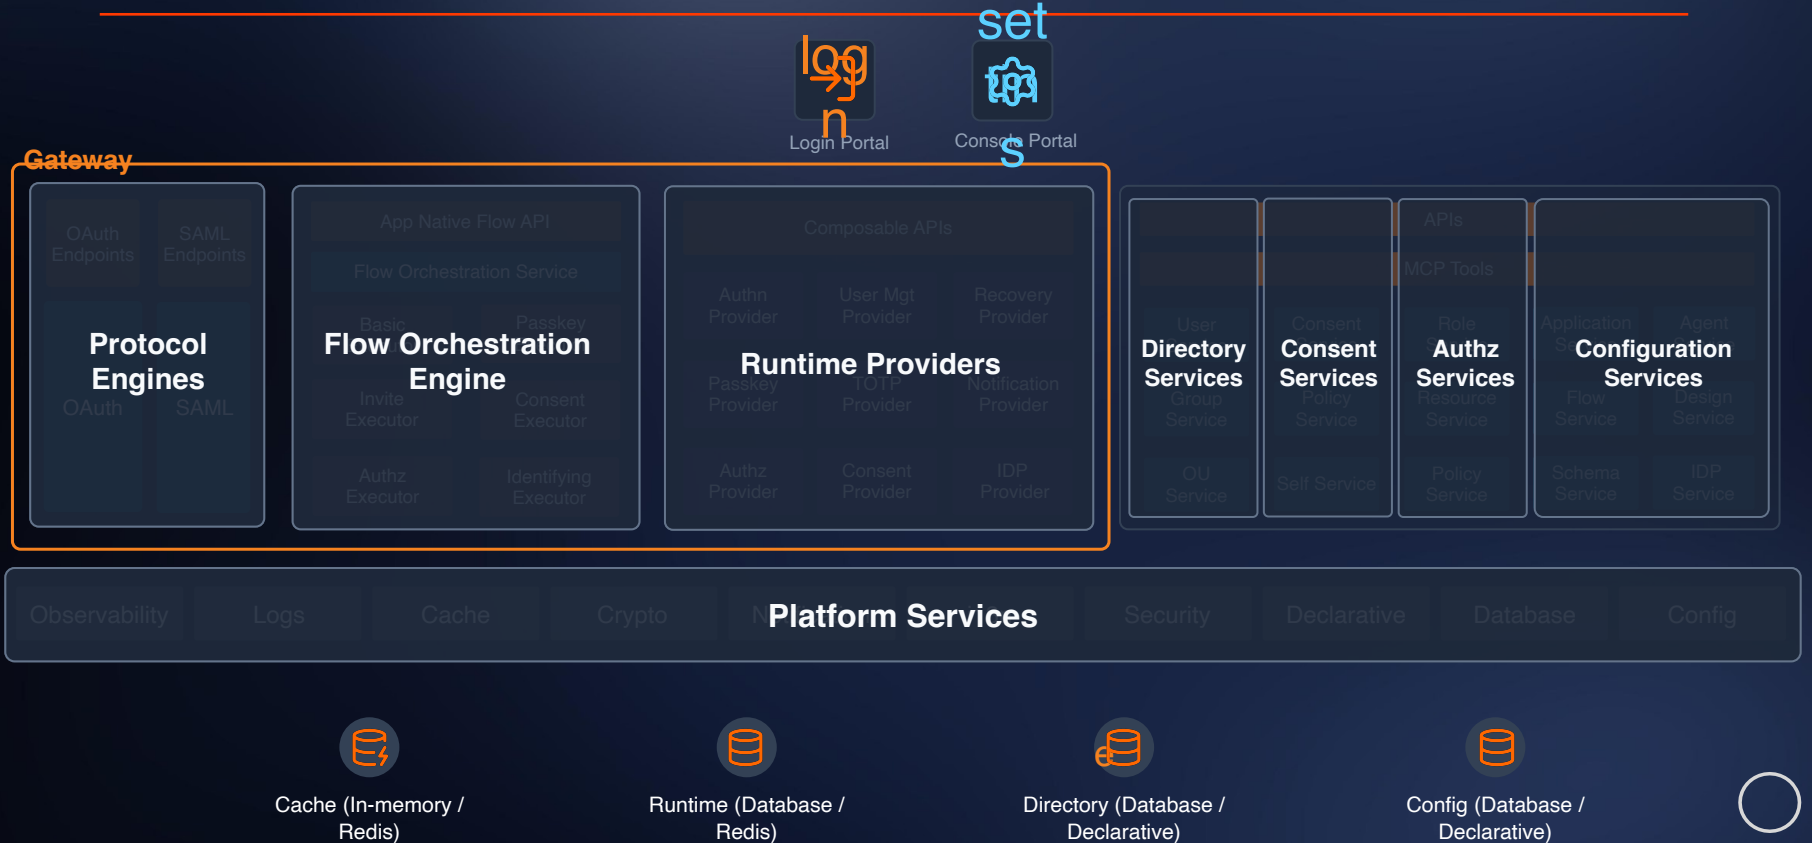 set
log
tin
n
s
Login Portal
Console Portal
Gateway
OAuth
Endpoints
SAML
Endpoints
OAuth
SAML
Protocol
Engines
App Native Flow API
Flow Orchestration Service
Basic
Passkey
Flow Orchestration
Engine
Invite
Executor
Consent
Executor
Authz
Executor
Identifying
Executor
Composable APIs
Authn
Provider
User Mgt
Provider
Recovery
Provider
Runtime Providers
Passkey
Provider
TOTP
Provider
Notification
Provider
Authz
Provider
Consent
Provider
IDP
Provider
APIs
MCP Tools
User
Consent
Role
Application
Agent
Directory
Services
Consent
Services
Authz
Services
Configuration
Services
Group
Service
Policy
Service
Resource
Service
Flow
Service
Design
Service
OU
Service
Self Service
Policy
Service
Schema
Service
IDP
Service
Observability
Logs
Cache
Crypto
Platform Services
Security
Declarative
Database
Config
Cache (In-memory /
Redis)
Runtime (Database /
Redis)
Directory (Database /
Declarative)
Config (Database /
Declarative)